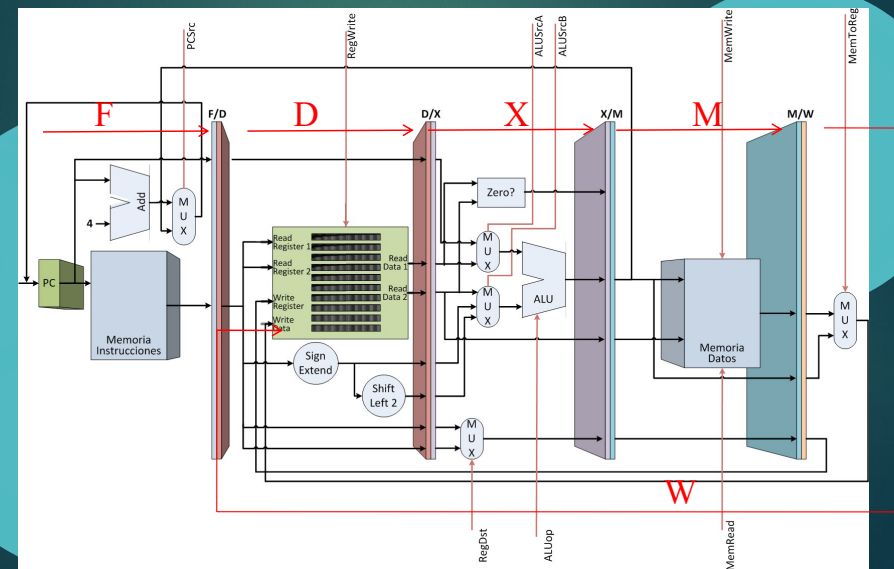 PCSrc
RegWrite
ALUSrcA
ALUSrcB
MemWrite
MemToReg
F
F/D
D
D/X
X
X/M
M
M/W
Add
4
M
U
X
Zero?
PC
Memoria
Instrucciones
Read
Register 1
Read
Register 2
Write
Register
Write
Data
Read
Data 1
Read
Data 2
M
U
X
M
U
X
ALU
Memoria
Datos
M
U
X
Sign
Extend
Shift
Left 2
M
U
X
W
RegDst
ALUop
MemRead